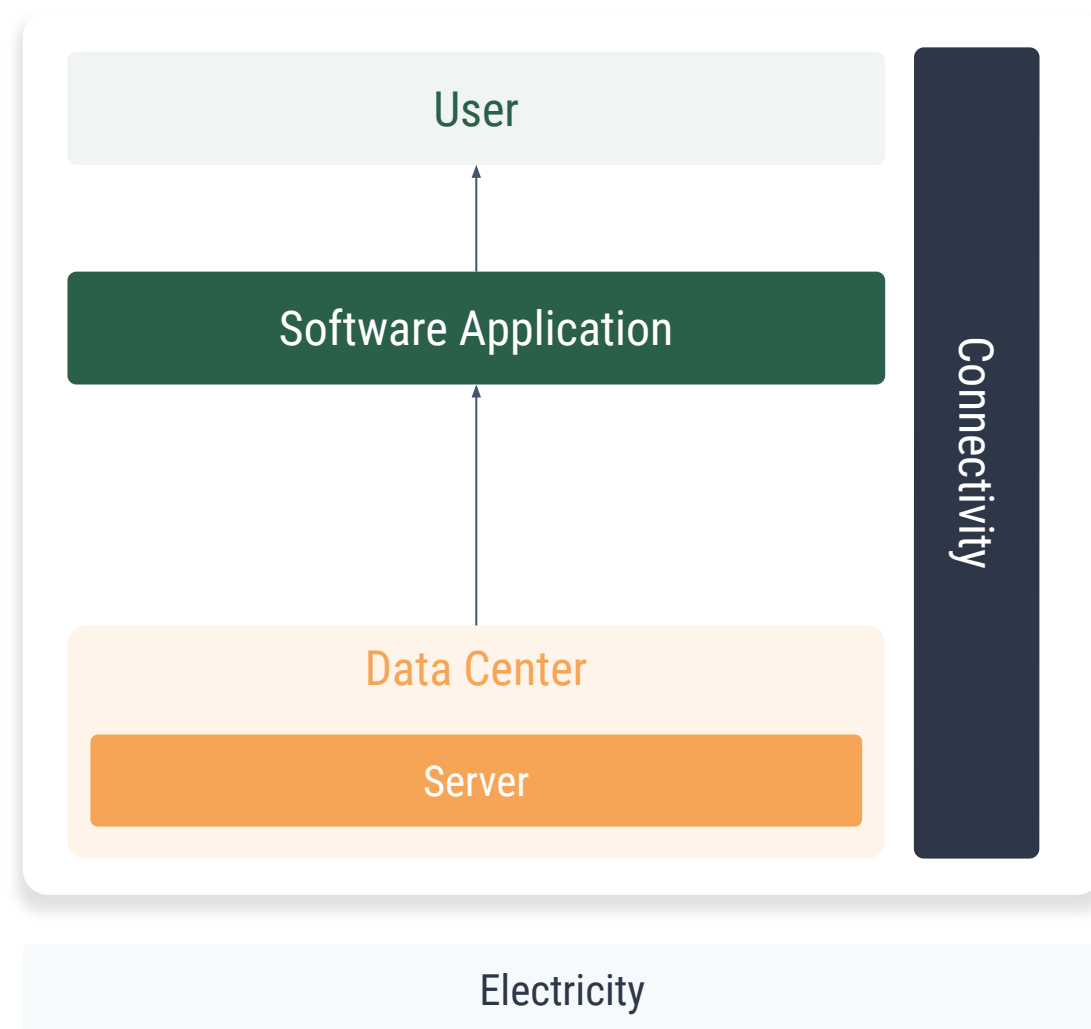 User
Software Application
Connectivity
Data Center
Server
Electricity